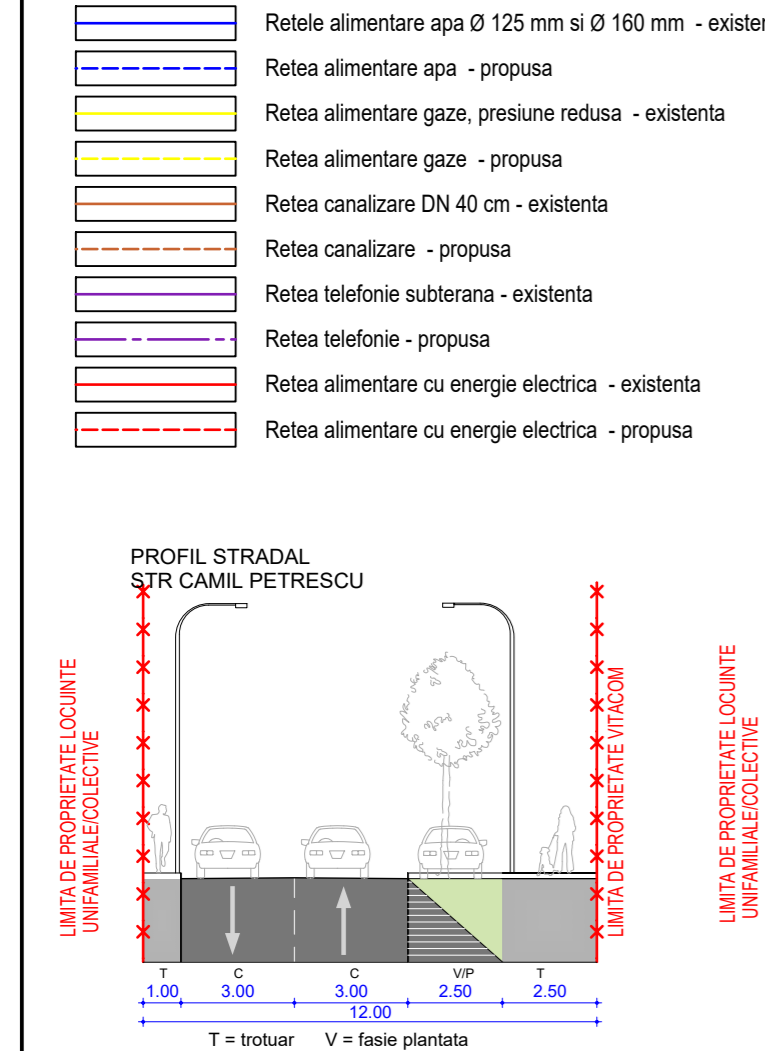 Retele alimentare apa Ø 125 mm si Ø 160 mm - 
Retea alimentare apa - propusa
Retea alimentare gaze, presiune redusa - existenta
Retea alimentare gaze - propusa
Retea canalizare DN 40 cm - existenta
Retea canalizare - propusa
Retea telefonie subterana - existenta
Retea telefonie - propusa
Retea alimentare cu energie electrica - existenta
Retea alimentare cu energie electrica - propusa
PROFIL STRADAL
STR CAMIL PETRESCU
LIMITA DE PROPRIETATE LOCUINTE
UNIFAMILIALE/COLECTIVE
LIMITA DE PROPRIETATE VITACOM
LIMITA DE PROPRIETATE LOCUINTE
UNIFAMILIALE/COLECTIVE
T C C V/P T
1.00 3.00 3.00 2.50 2.50
12.00
T = trotuar V = fasie plantata